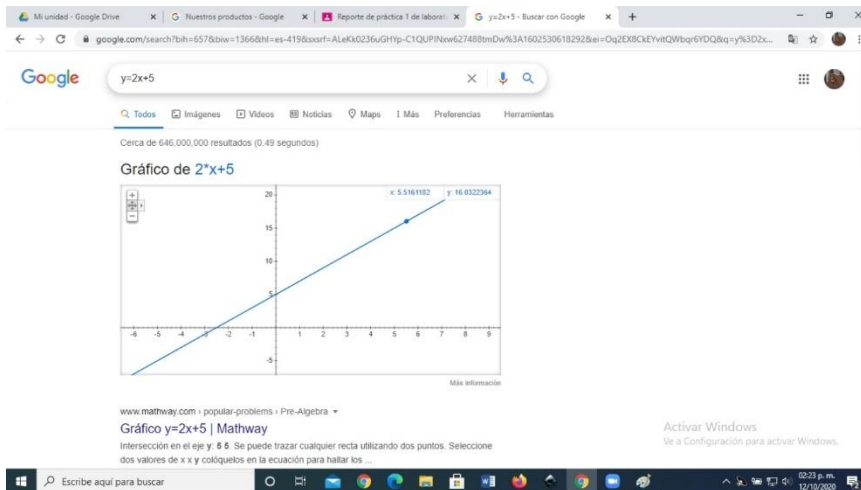 Mi unidad - Google Drive
Nuestros productos - Google
Reporte de práctica 1 de laborat
y=2x+5 - Buscar con Google
google.com/search?bih=657&biw=1366&hl=es-419&sxsrf=ALeKk0236uGHYp-C1QUPINxw627488tmDw%3A1602530618292&ei=Oq2EX8CkEYvitQWbqr6YDQ&q=y%3D2x...
Google
y=2x+5
Todos Imágenes Videos Noticias Maps Más Preferencias Herramientas
Cerca de 646,000,000 resultados (0.49 segundos)
Gráfico de 2*x+5
x: 5.5161182 y: 16.0322364
20
15
10
5
-6 -5 -4 -3 -2 -1 1 2 3 4 5 6 7 8 9
-5
Más información
www.mathway.com › popular-problems › Pre-Algebra
Gráfico y=2x+5 | Mathway
Intersección en el eje y: 5 5. Se puede trazar cualquier recta utilizando dos puntos. Seleccione
dos valores de x x y colóquelos en la ecuación para hallar los ...
Activar Windows
Ve a Configuración para activar Windows.
Escribe aquí para buscar
02:23 p. m.
12/10/2020